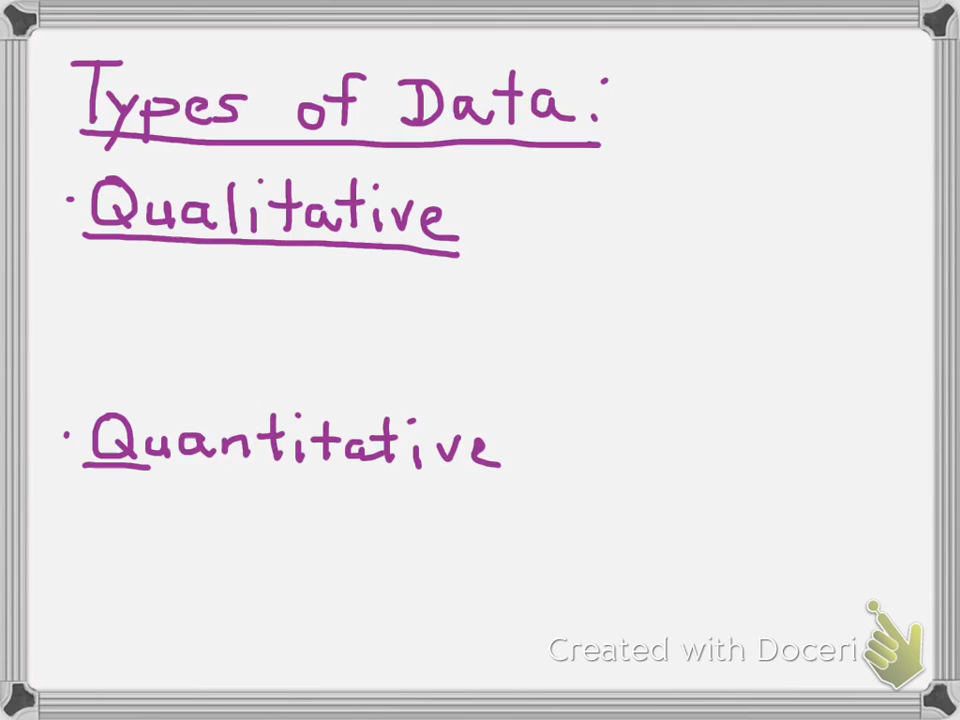 Types of Data:
· Qualitative
· Quantitative
Created with Doceri